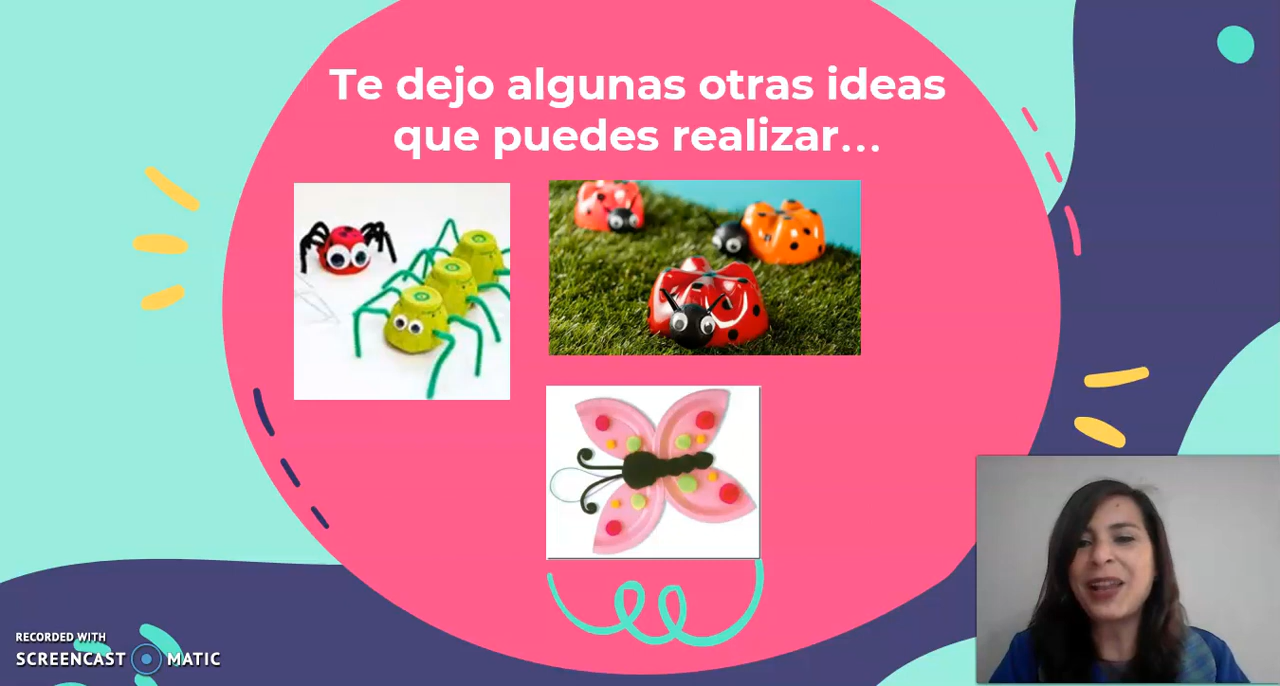 Te dejo algunas otras ideas
que puedes realizar...
RECORDED WITH
SCREENCAST MATIC